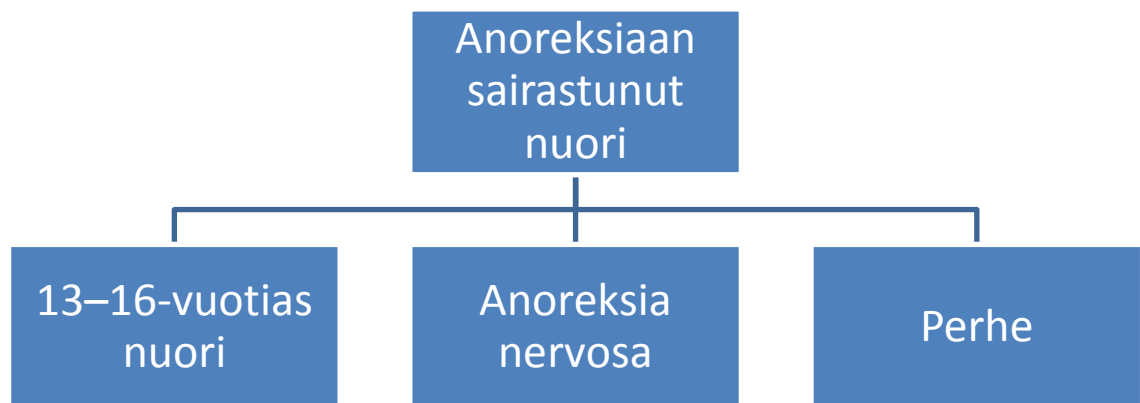 Anoreksiaan
sairastunut
nuori
13–16-vuotias
nuori
Anoreksia
nervosa
Perhe